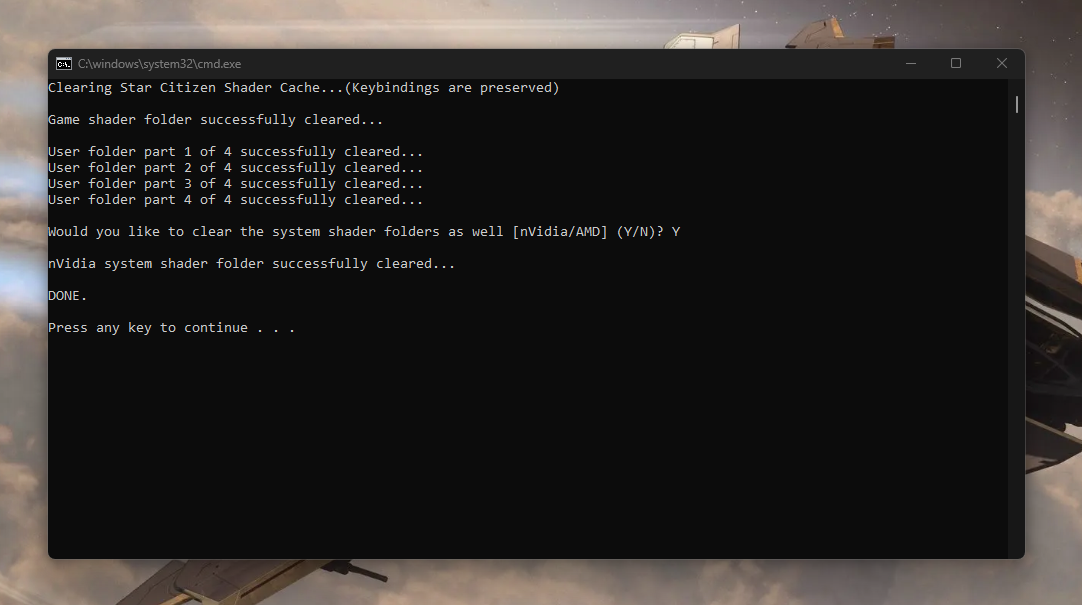 C:\windows\system32\cmd.exe
Clearing Star Citizen Shader Cache...(Keybindings are preserved)
Game shader folder successfully cleared...
User folder part 1 of 4 successfully cleared...
User folder part 2 of 4 successfully cleared...
User folder part 3 of 4 successfully cleared...
User folder part 4 of 4 successfully cleared...
Would you like to clear the system shader folders as well [nVidia/AMD] (Y/N)? Y
nVidia system shader folder successfully cleared...
DONE.
Press any key to continue . . .